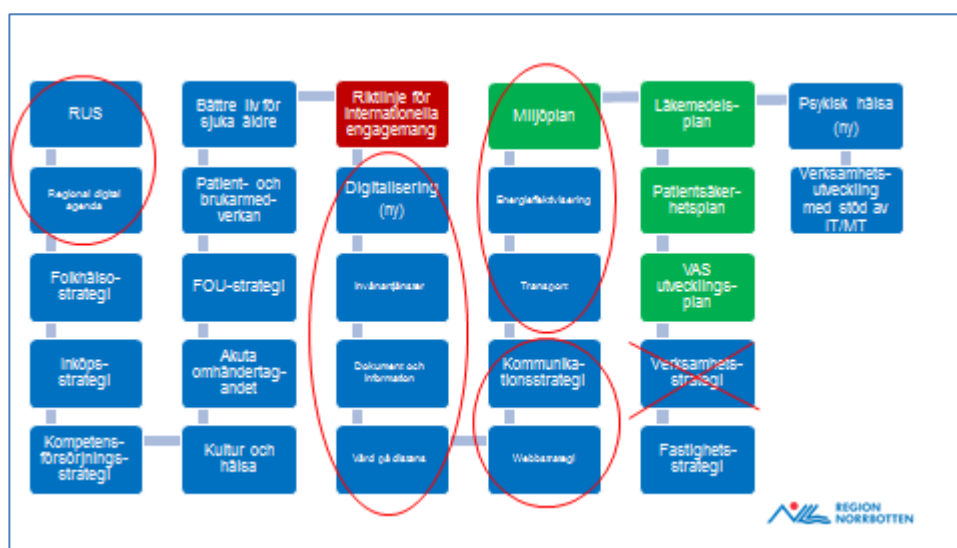 RUS
Regional digital
agenda
Folkhälso-
strategi
Inköps-
strategi
Kompetens-
försörjnings-
strategi
Bättre liv för
sjuka äldre
Patient- och
brukarmed-
verkan
FOU-strategi
Akuta
omhändertag-
andet
Kultur och
hälsa
Riktlinje för
internationella
engagemang
Digitalisering
(ny)
Invånartjänster
Dokument och
information
Vård på distans
Miljöplan
Energieffektivisering
Transport
Kommunika-
tionsstrategi
Webbstrategi
Läkemedels-
plan
Patientsäker-
hetsplan
VAS
utvecklings-
plan
Verksamhets-
strategi
Fastighets-
strategi
Psykisk hälsa
(ny)
Verksamhets-
utveckling
med stöd av
IT/MT
REGION
NORRBOTTEN